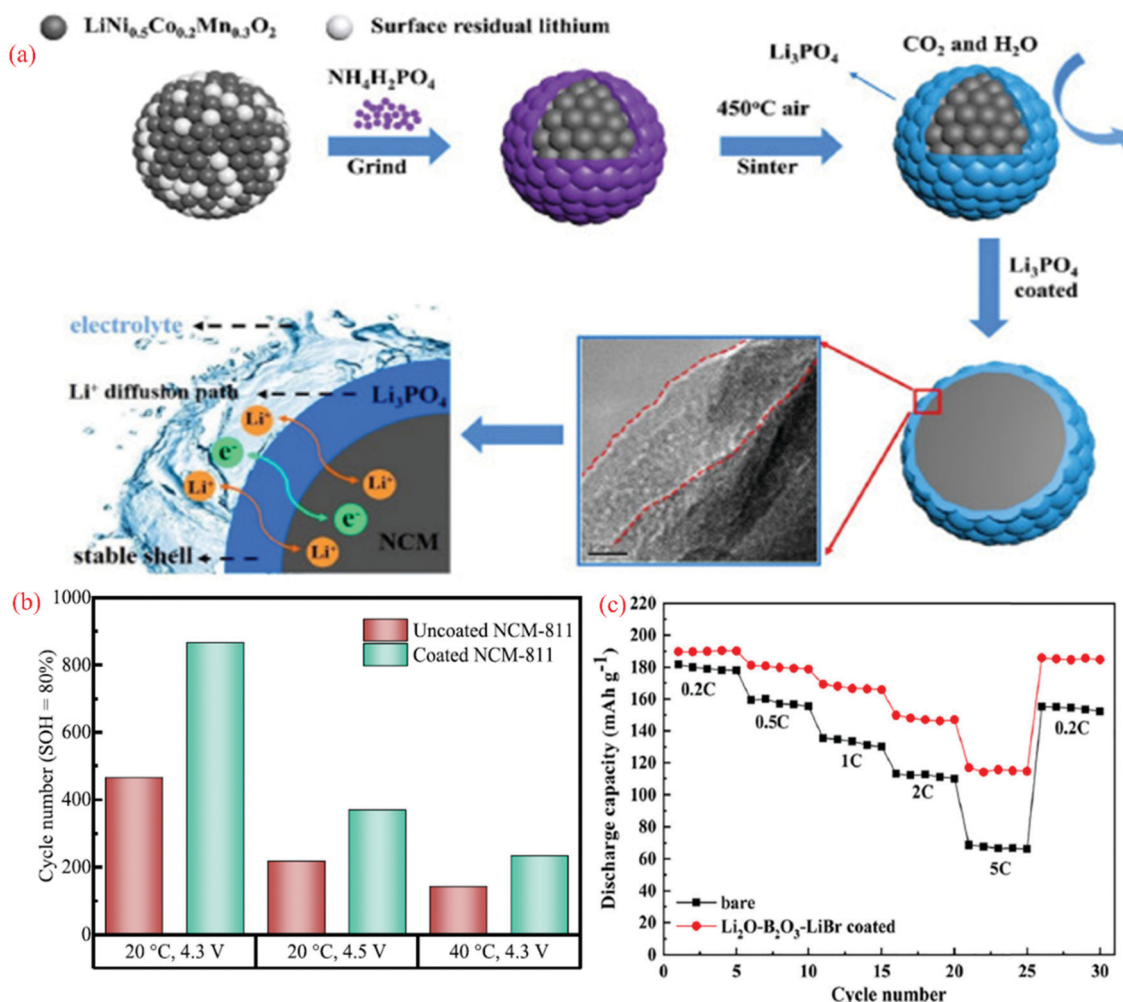 LiNi0.5Co0.2Mn0.3O2
Surface residual lithium
(a)
NH4H2PO4
Grind
450°C air
Sinter
Li3PO4
CO2 and H2O
Li3PO4
coated
electrolyte
Li+ diffusion path
Li3PO4
Li+
e-
Li+
Li+
e-
Li+
NCM
stable shell
(b)
Cycle number (SOH = 80%)
1000
800
600
400
200
0
Uncoated NCM-811
Coated NCM-811
20 °C, 4.3 V
20 °C, 4.5 V
40 °C, 4.3 V
(c)
Discharge capacity (mAh g-1)
220
200
180
160
140
120
100
80
60
40
20
0
0.2C
0.5C
1C
2C
5C
0.2C
bare
Li2O-B2O3-LiBr coated
0
5
10
15
20
25
30
Cycle number